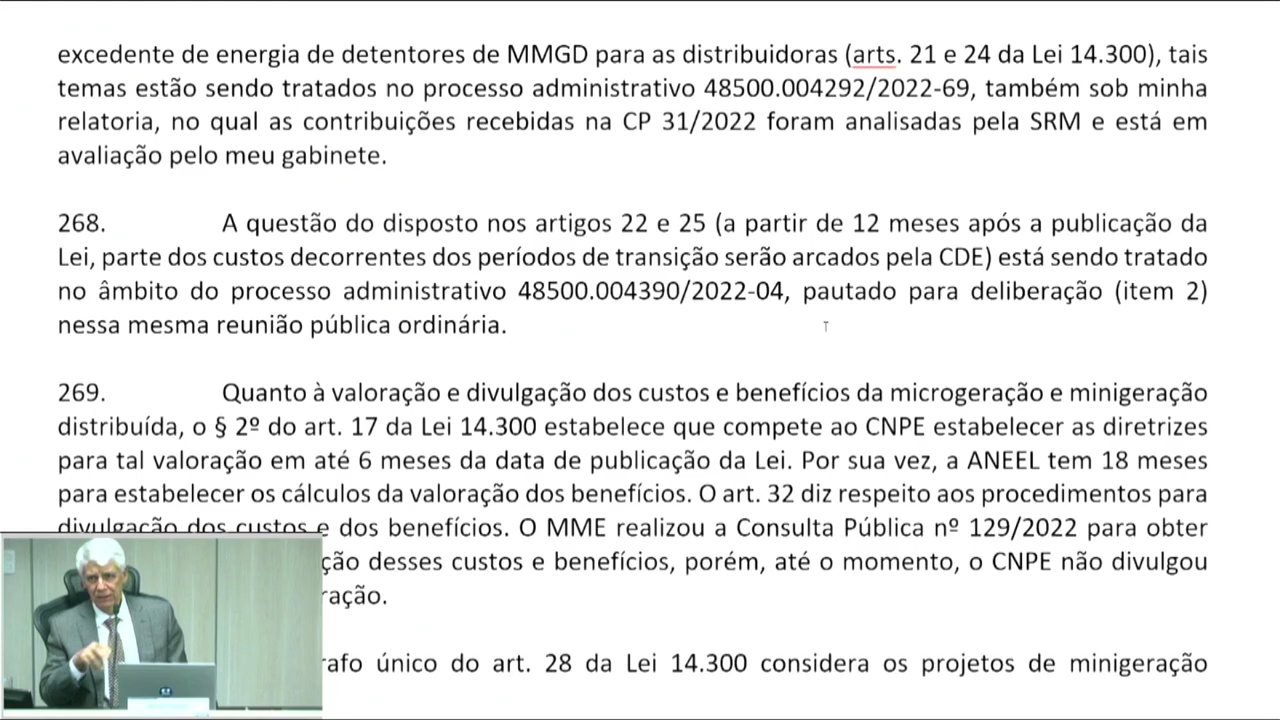 excedente de energia de detentores de MMGD para as distribuidoras (arts. 21 e 24 da Lei 14.300), tais
temas estão sendo tratados no processo administrativo 48500.004292/2022-69, também sob minha
relatoria, no qual as contribuições recebidas na CP 31/2022 foram analisadas pela SRM e está em
avaliação pelo meu gabinete.
268. A questão do disposto nos artigos 22 e 25 (a partir de 12 meses após a publicação da
Lei, parte dos custos decorrentes dos períodos de transição serão arcados pela CDE) está sendo tratado
no âmbito do processo administrativo 48500.004390/2022-04, pautado para deliberação (item 2)
nessa mesma reunião pública ordinária.
269. Quanto à valoração e divulgação dos custos e benefícios da microgeração e minigeração
distribuída, o § 2º do art. 17 da Lei 14.300 estabelece que compete ao CNPE estabelecer as diretrizes
para tal valoração em até 6 meses da data de publicação da Lei. Por sua vez, a ANEEL tem 18 meses
para estabelecer os cálculos da valoração dos benefícios. O art. 32 diz respeito aos procedimentos para
divulgação dos custos e dos benefícios. O MME realizou a Consulta Pública nº 129/2022 para obter
ção desses custos e benefícios, porém, até o momento, o CNPE não divulgou
ração.
rafo único do art. 28 da Lei 14.300 considera os projetos de minigeração